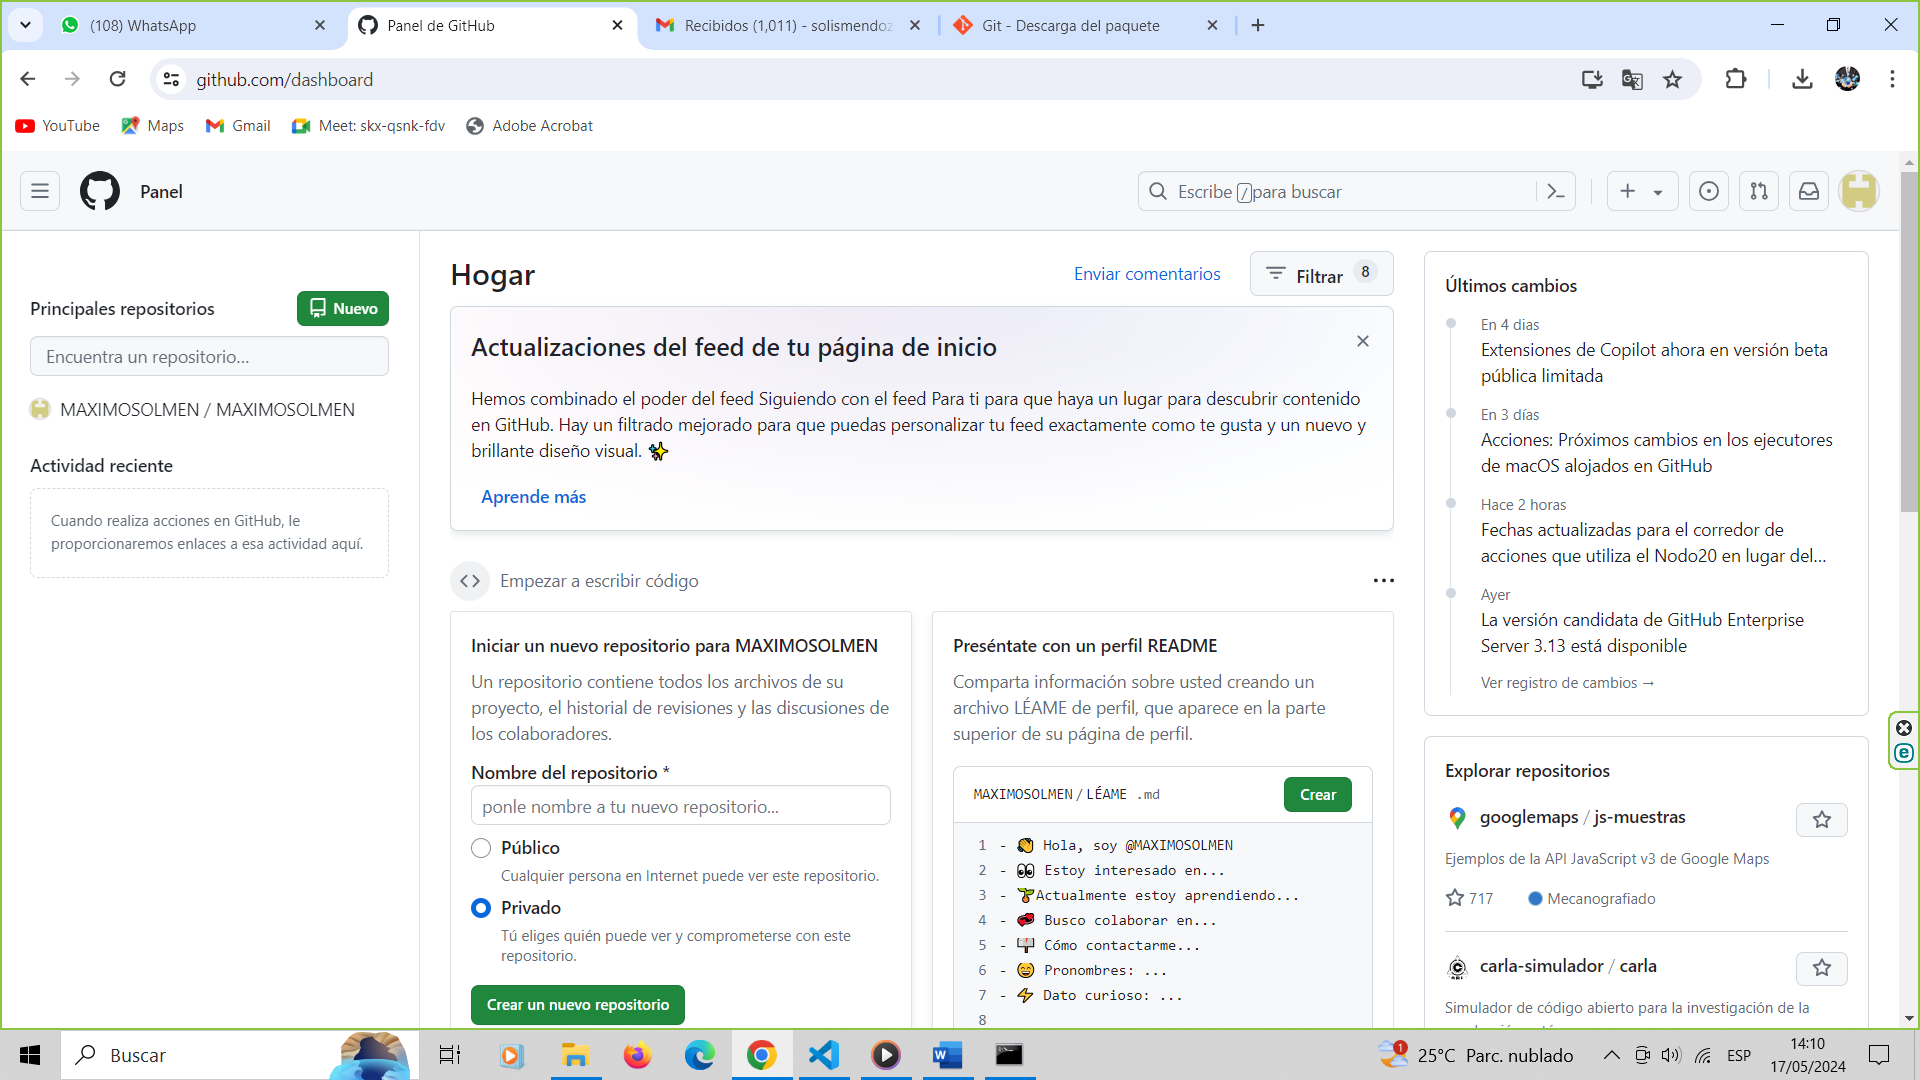 (108) WhatsApp
Panel de GitHub
Recibidos (1,011) - solismendoz
Git - Descarga del paquete
github.com/dashboard
YouTube
Maps
Gmail
Meet: skx-qsnk-fdv
Adobe Acrobat
Panel
Escribe / para buscar
Principales repositorios
Nuevo
Encuentra un repositorio...
MAXIMOSOLMEN / MAXIMOSOLMEN
Actividad reciente
Cuando realiza acciones en GitHub, le
proporcionaremos enlaces a esa actividad aquí.
Hogar
Enviar comentarios
Filtrar 8
Actualizaciones del feed de tu página de inicio
Hemos combinado el poder del feed Siguiendo con el feed Para ti para que haya un lugar para descubrir contenido
en GitHub. Hay un filtrado mejorado para que puedas personalizar tu feed exactamente como te gusta y un nuevo y
brillante diseño visual. ✨
Aprende más
Empezar a escribir código
Iniciar un nuevo repositorio para MAXIMOSOLMEN
Un repositorio contiene todos los archivos de su
proyecto, el historial de revisiones y las discusiones de
los colaboradores.
Nombre del repositorio *
ponle nombre a tu nuevo repositorio...
Público
Cualquier persona en Internet puede ver este repositorio.
Privado
Tú eliges quién puede ver y comprometerse con este
repositorio.
Crear un nuevo repositorio
Preséntate con un perfil README
Comparta información sobre usted creando un
archivo LÉAME de perfil, que aparece en la parte
superior de su página de perfil.
MAXIMOSOLMEN / LÉAME .md
Crear
1 - 👋 Hola, soy @MAXIMOSOLMEN
2 - 👀 Estoy interesado en...
3 - 🌱Actualmente estoy aprendiendo...
4 - 💞️ Busco colaborar en...
5 - 📫 Cómo contactarme...
6 - 😄 Pronombres: ...
7 - ⚡ Dato curioso: ...
8
Últimos cambios
En 4 dias
Extensiones de Copilot ahora en versión beta
pública limitada
En 3 días
Acciones: Próximos cambios en los ejecutores
de macOS alojados en GitHub
Hace 2 horas
Fechas actualizadas para el corredor de
acciones que utiliza el Nodo20 en lugar del...
Ayer
La versión candidata de GitHub Enterprise
Server 3.13 está disponible
Ver registro de cambios →
Explorar repositorios
googlemaps / js-muestras
Ejemplos de la API JavaScript v3 de Google Maps
717
Mecanografiado
carla-simulador / carla
Simulador de código abierto para la investigación de la
Buscar
1
25°C Parc. nublado
ESP
14:10
17/05/2024